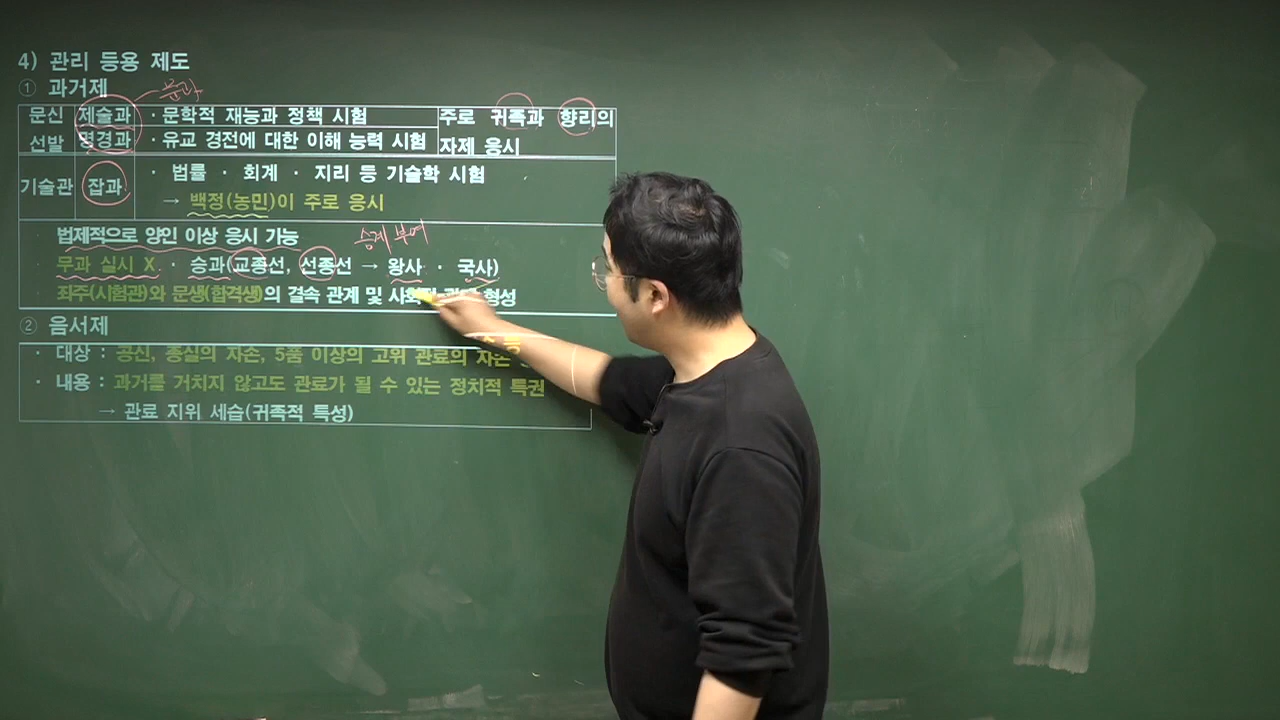 4) 관리 등용 제도
① 과거제
문과
문신 선발
제술과 · 문학적 재능과 정책 시험
명경과 · 유교 경전에 대한 이해 능력 시험
주로 귀족과 향리의
자제 응시
기술관 잡과 · 법률 · 회계 · 지리 등 기술학 시험
→ 백정(농민)이 주로 응시
· 법제적으로 양인 이상 응시 가능
승계 부여
· 무과 실시 X · 승과(교종선, 선종선 → 왕사 · 국사)
· 좌주(시험관)와 문생(합격생)의 결속 관계 및 형성
② 음서제
· 대상 : 공신, 종실의 자손, 5품 이상의 고위 관료의 자손
· 내용 : 과거를 거치지 않고도 관료가 될 수 있는 정치적 특권
→ 관료 지위 세습(귀족적 특성)